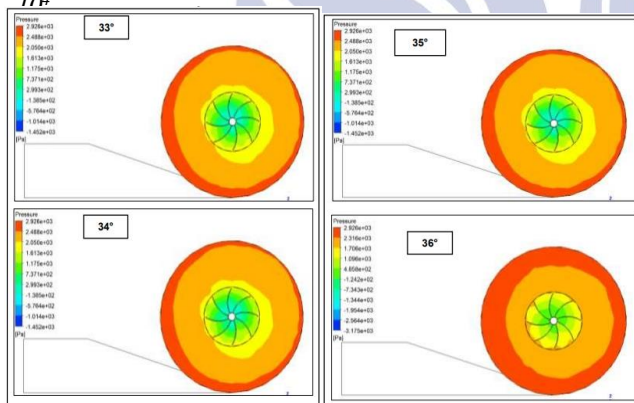 33°
Pressure
2.926e+03
2.488e+03
2.050e+03
1.613e+03
1.175e+03
7.371e+02
2.993e+02
-1.385e+02
-5.764e+02
-1.014e+03
-1.452e+03
[Pa]
35°
Pressure
2.926e+03
2.488e+03
2.050e+03
1.613e+03
1.175e+03
7.371e+02
2.993e+02
-1.385e+02
-5.764e+02
-1.014e+03
-1.452e+03
[Pa]
34°
Pressure
2.926e+03
2.488e+03
2.050e+03
1.613e+03
1.175e+03
7.371e+02
2.993e+02
-1.385e+02
-5.764e+02
-1.014e+03
-1.452e+03
[Pa]
36°
Pressure
2.926e+03
2.316e+03
1.706e+03
1.096e+03
4.858e+02
-1.242e+02
-7.343e+02
-1.344e+03
-1.954e+03
-2.564e+03
-3.175e+03
[Pa]